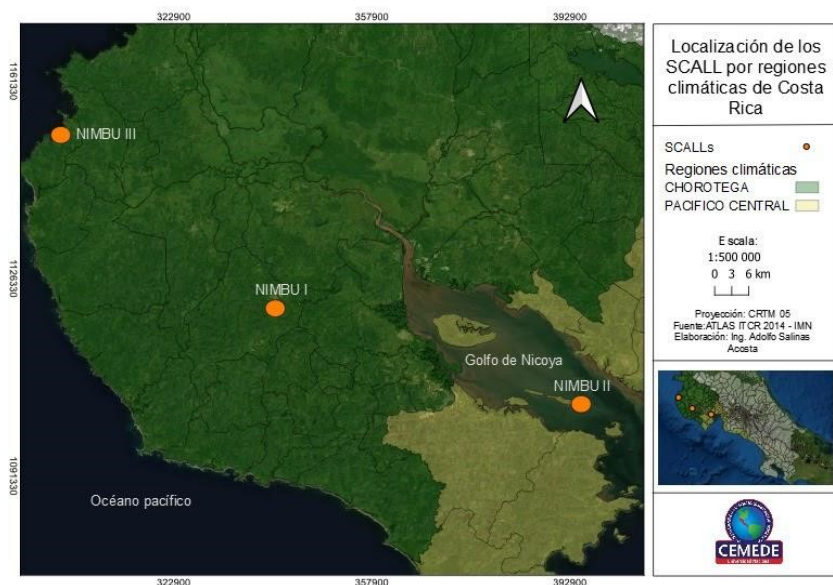 322900 357900 392900
1161330
1126330
1091330
NIMBU III
NIMBU I
Golfo de Nicoya
NIMBU II
Océano pacífico
322900 357900 392900
Localización de los
SCALL por regiones
climáticas de Costa
Rica
SCALLs
Regiones climáticas
CHOROTEGA
PACIFICO CENTRAL
Escala:
1:500 000
0 3 6 km
Proyección: CRTM 05
Fuente:ATLAS ITCR 2014 - IMN
Elaboración: Ing. Adolfo Salinas
Acosta
CEMEDE